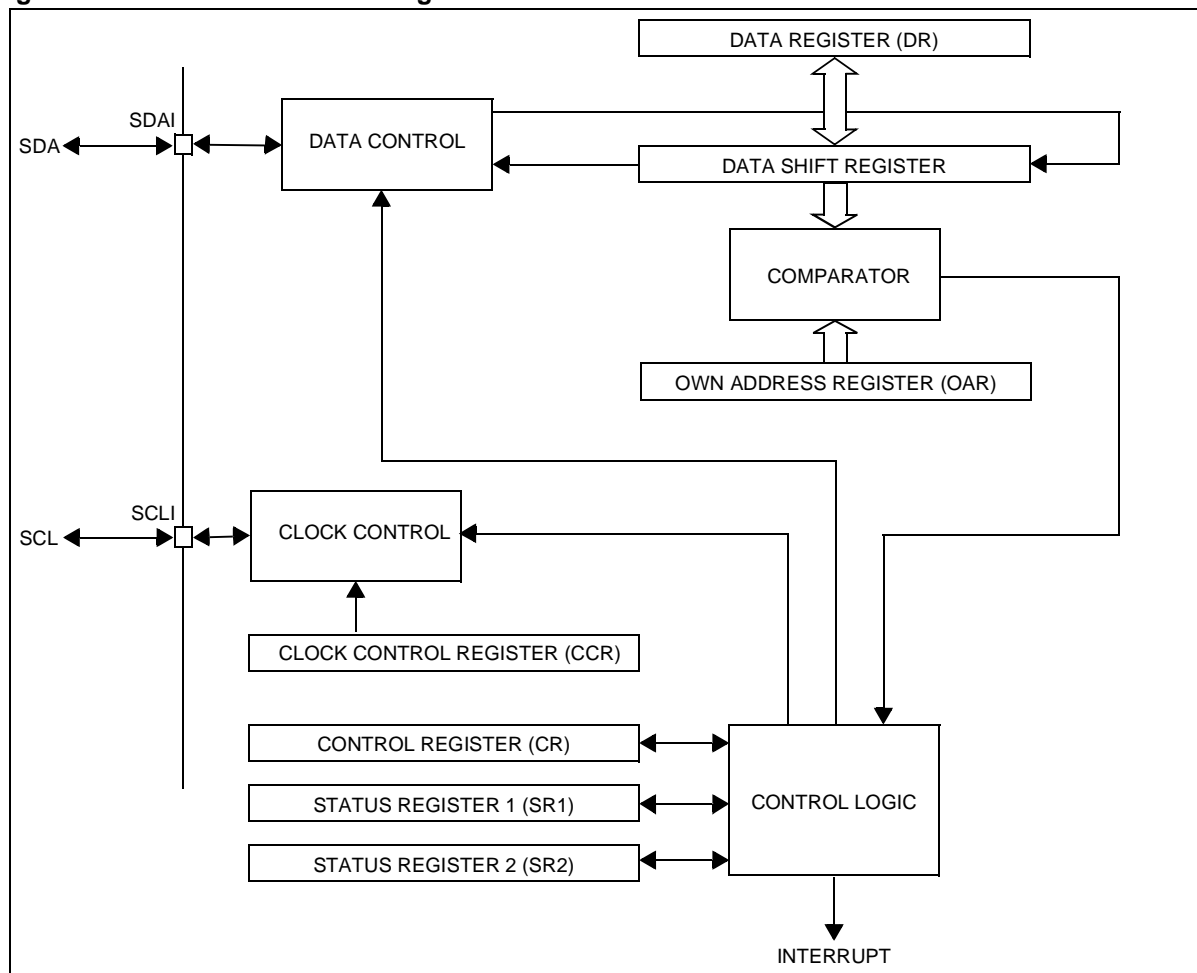 DATA REGISTER (DR)
SDAI
SDA
DATA CONTROL
DATA SHIFT REGISTER
COMPARATOR
OWN ADDRESS REGISTER (OAR)
SCLI
SCL
CLOCK CONTROL
CLOCK CONTROL REGISTER (CCR)
CONTROL REGISTER (CR)
STATUS REGISTER 1 (SR1)
CONTROL LOGIC
STATUS REGISTER 2 (SR2)
INTERRUPT